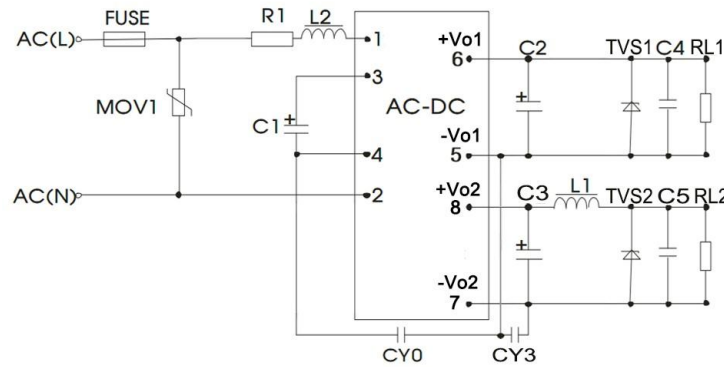 FUSE
R1
L2
AC(L)
1
+Vo1
6
C2
TVS1
C4
RL1
3
MOV1
C1
AC-DC
-Vo1
4
5
AC(N)
2
+Vo2
8
C3
L1
TVS2
C5
RL2
-Vo2
7
CY0
CY3